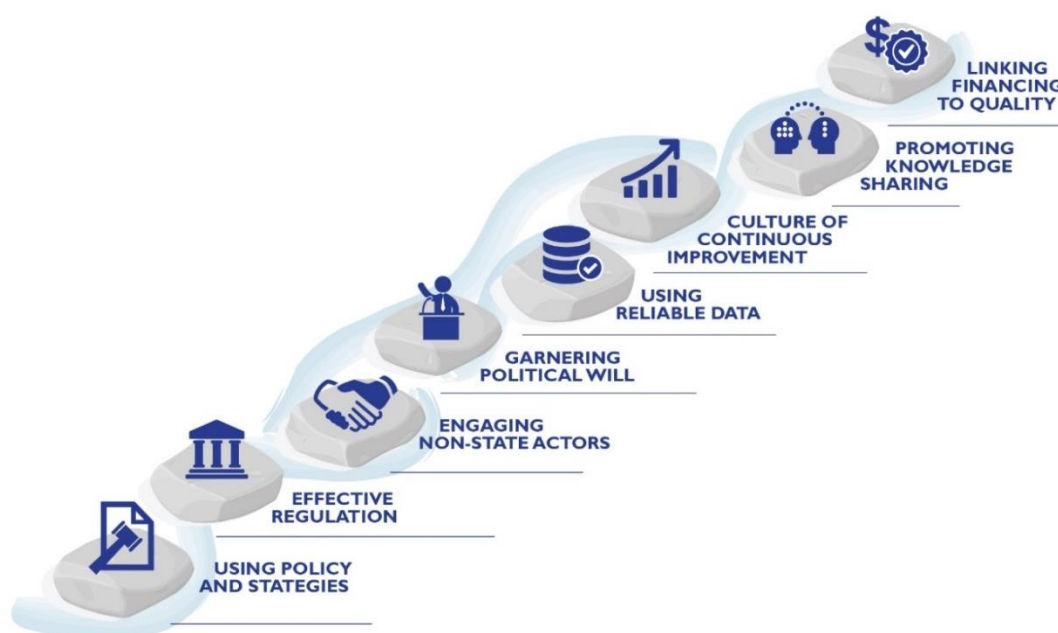 LINKING
FINANCING
TO QUALITY
PROMOTING
KNOWLEDGE
SHARING
CULTURE OF
CONTINUOUS
IMPROVEMENT
USING
RELIABLE DATA
GARNERING
POLITICAL WILL
ENGAGING
NON-STATE ACTORS
EFFECTIVE
REGULATION
USING POLICY
AND STATEGIES